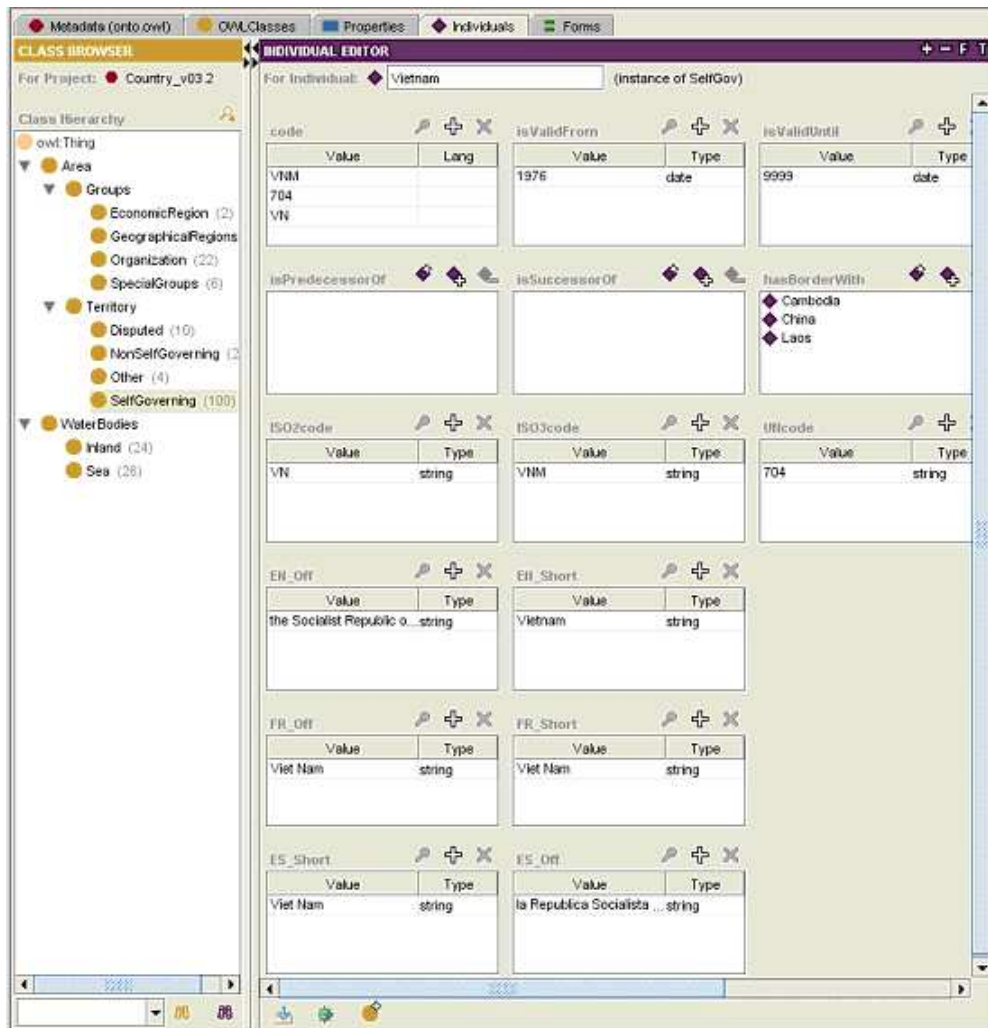 Metadata (onto.owl) OWLClasses Properties Individuals Forms
CLASS BROWSER
For Project: Country_v03.2
Class Hierarchy
owl:Thing
Area
Groups
EconomicRegion (2)
GeographicalRegions
Organization (22)
SpecialGroups (6)
Territory
Disputed (10)
NonSelfGoverning (2
Other (4)
SelfGoverning (100)
WaterBodies
Inland (24)
Sea (26)
INDIVIDUAL EDITOR + - F T
For Individual: Vietnam (instance of SelfGov)
code isValidFrom isValidUntil
Value Lang Value Type Value Type
VNM 1976 date 9999 date
704
VN
isPredecessorOf isSuccessorOf hasBorderWith
Cambodia
China
Laos
ISO2code ISO3code UNcode
Value Type Value Type Value Type
VN string VNM string 704 string
EN_Off EN_Short
Value Type Value Type
the Socialist Republic o... string Vietnam string
FR_Off FR_Short
Value Type Value Type
Viet Nam string Viet Nam string
ES_Short ES_Off
Value Type Value Type
Viet Nam string la Republica Socialista ... string